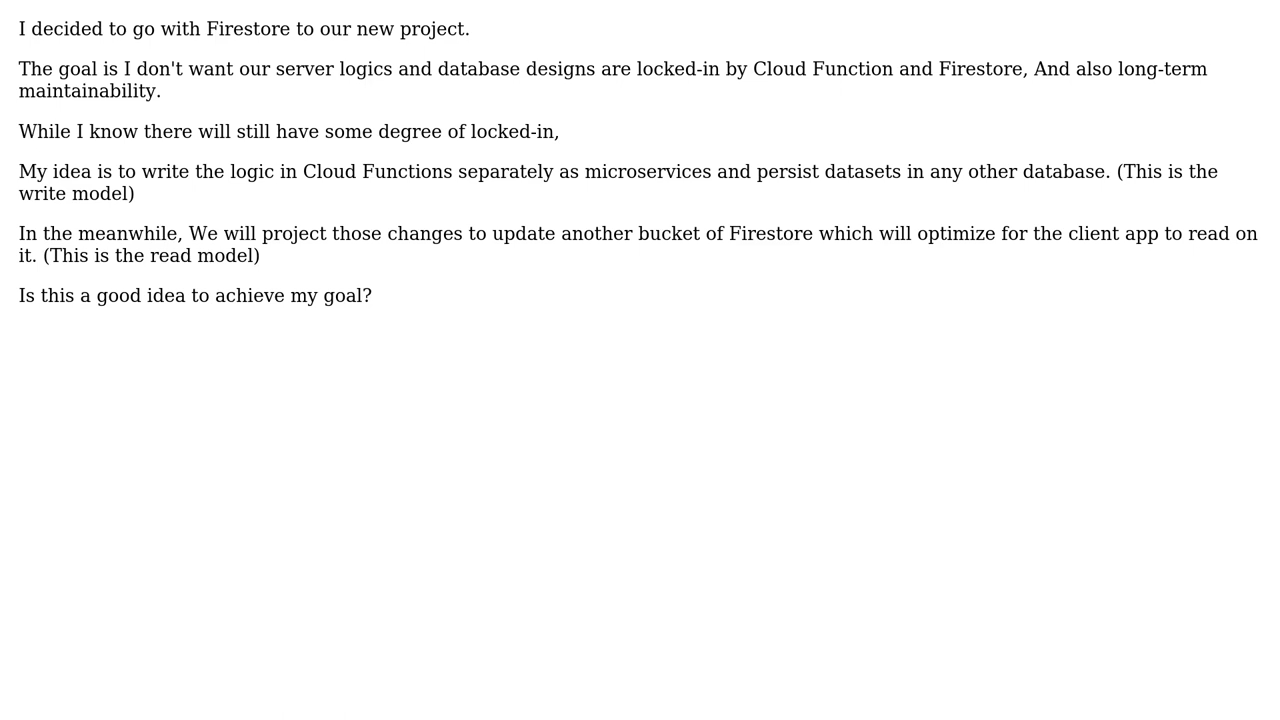 I decided to go with Firestore to our new project.
The goal is I don't want our server logics and database designs are locked-in by Cloud Function and Firestore, And also long-term
maintainability.
While I know there will still have some degree of locked-in,
My idea is to write the logic in Cloud Functions separately as microservices and persist datasets in any other database. (This is the
write model)
In the meanwhile, We will project those changes to update another bucket of Firestore which will optimize for the client app to read on
it. (This is the read model)
Is this a good idea to achieve my goal?